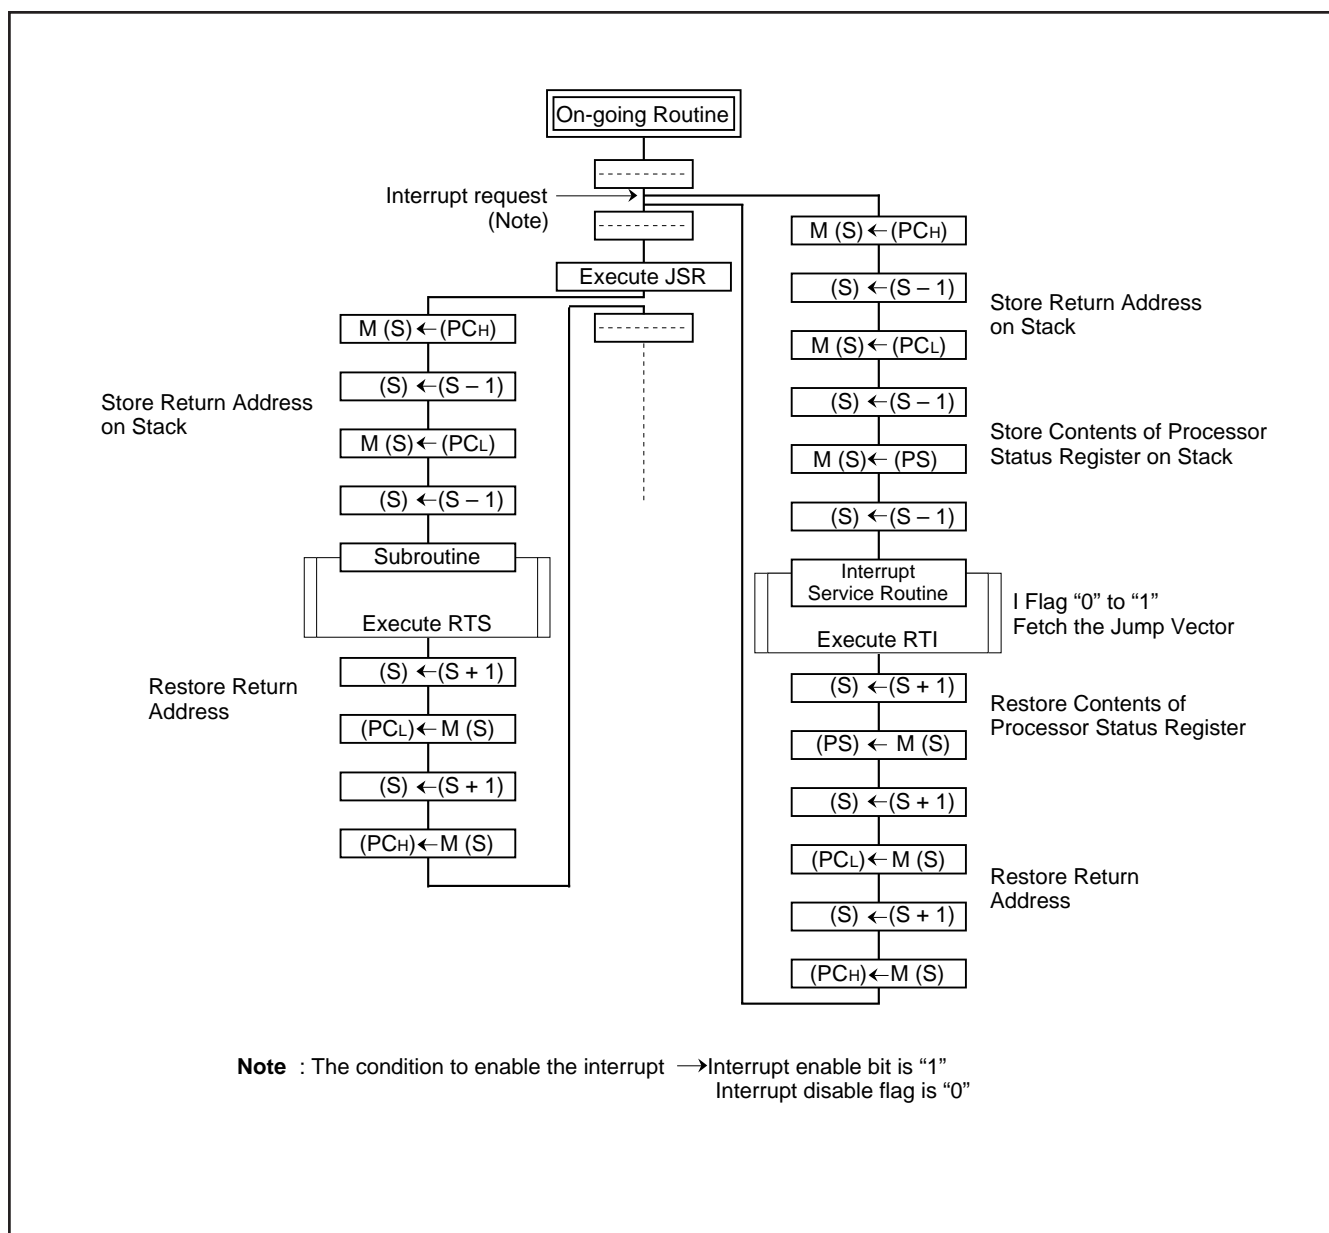 On-going Routine
Interrupt request
(Note)
Execute JSR
M (S) ← (PCH)
(S) ← (S – 1)
M (S) ← (PCL)
(S) ← (S – 1)
Store Return Address
on Stack
Subroutine
Execute RTS
(S) ← (S + 1)
(PCL) ← M (S)
(S) ← (S + 1)
(PCH) ← M (S)
Restore Return
Address
M (S) ← (PCH)
(S) ← (S – 1)
M (S) ← (PCL)
(S) ← (S – 1)
M (S) ← (PS)
(S) ← (S – 1)
Store Return Address
on Stack
Store Contents of Processor
Status Register on Stack
Interrupt
Service Routine
Execute RTI
I Flag “0” to “1”
Fetch the Jump Vector
(S) ← (S + 1)
(PS) ← M (S)
(S) ← (S + 1)
(PCL) ← M (S)
(S) ← (S + 1)
(PCH) ← M (S)
Restore Contents of
Processor Status Register
Restore Return
Address
Note : The condition to enable the interrupt → Interrupt enable bit is “1”
Interrupt disable flag is “0”